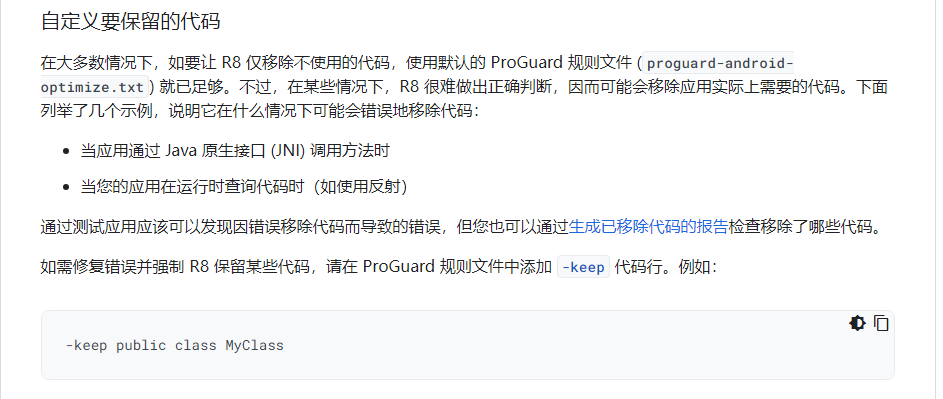 自定义要保留的代码
在大多数情况下，如要让 R8 仅移除不使用的代码，使用默认的 ProGuard 规则文件 (proguard-android-
optimize.txt) 就已足够。不过，在某些情况下，R8 很难做出正确判断，因而可能会移除应用实际上需要的代码。下面
列举了几个示例，说明它在什么情况下可能会错误地移除代码：
• 当应用通过 Java 原生接口 (JNI) 调用方法时
• 当您的应用在运行时查询代码时（如使用反射）
通过测试应用应该可以发现因错误移除代码而导致的错误，但您也可以通过生成已移除代码的报告检查移除了哪些代码。
如需修复错误并强制 R8 保留某些代码，请在 ProGuard 规则文件中添加 -keep 代码行。例如：
-keep public class MyClass